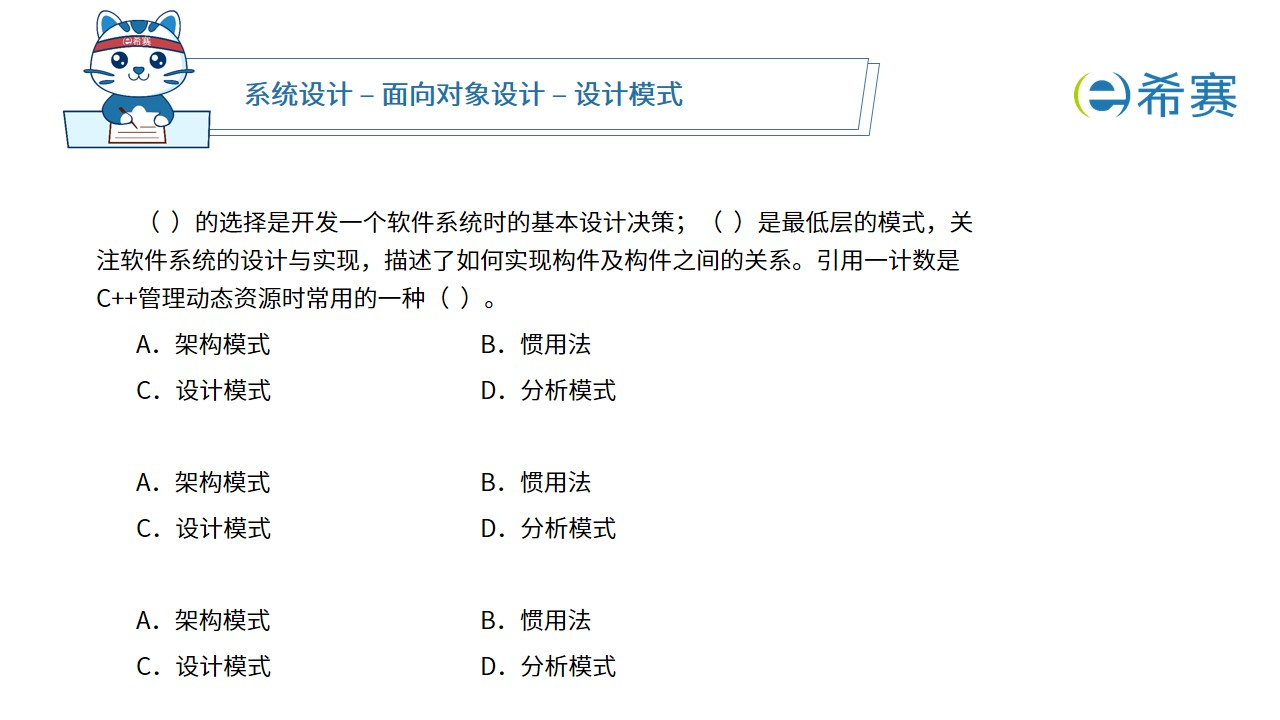 希赛
系统设计 – 面向对象设计 – 设计模式
希赛
（ ）的选择是开发一个软件系统时的基本设计决策；（ ）是最低层的模式，关
注软件系统的设计与实现，描述了如何实现构件及构件之间的关系。引用一计数是
C++管理动态资源时常用的一种（ ）。
A．架构模式 B．惯用法
C．设计模式 D．分析模式
A．架构模式 B．惯用法
C．设计模式 D．分析模式
A．架构模式 B．惯用法
C．设计模式 D．分析模式